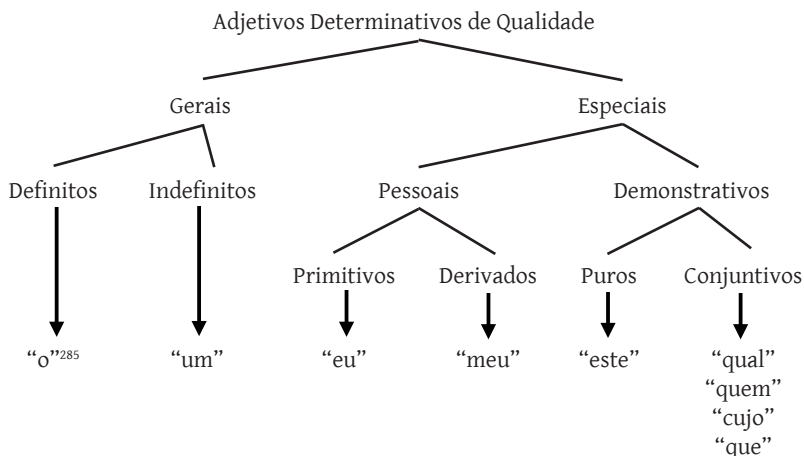 Adjetivos Determinativos de Qualidade
Gerais Especiais
Definitos Indefinitos Pessoais Demonstrativos
Primitivos Derivados Puros Conjuntivos
“o”285 “um” “eu” “meu” “este” “qual”
“quem”
“cujo”
“que”